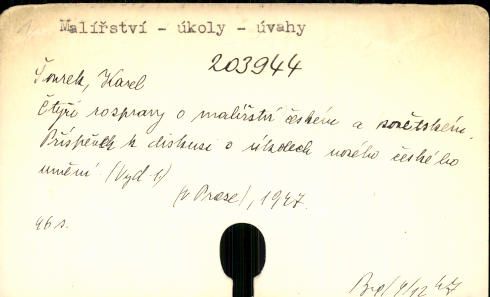 Malířství - úkoly - úvahy
203944
Šourek, Karel
Čtyři rozpravy o malířství českém a sovětském.
Příspěvek k diskusi o úkolech nového českého
umění (Vyd 1)
(v Praze), 1947.
46 s.